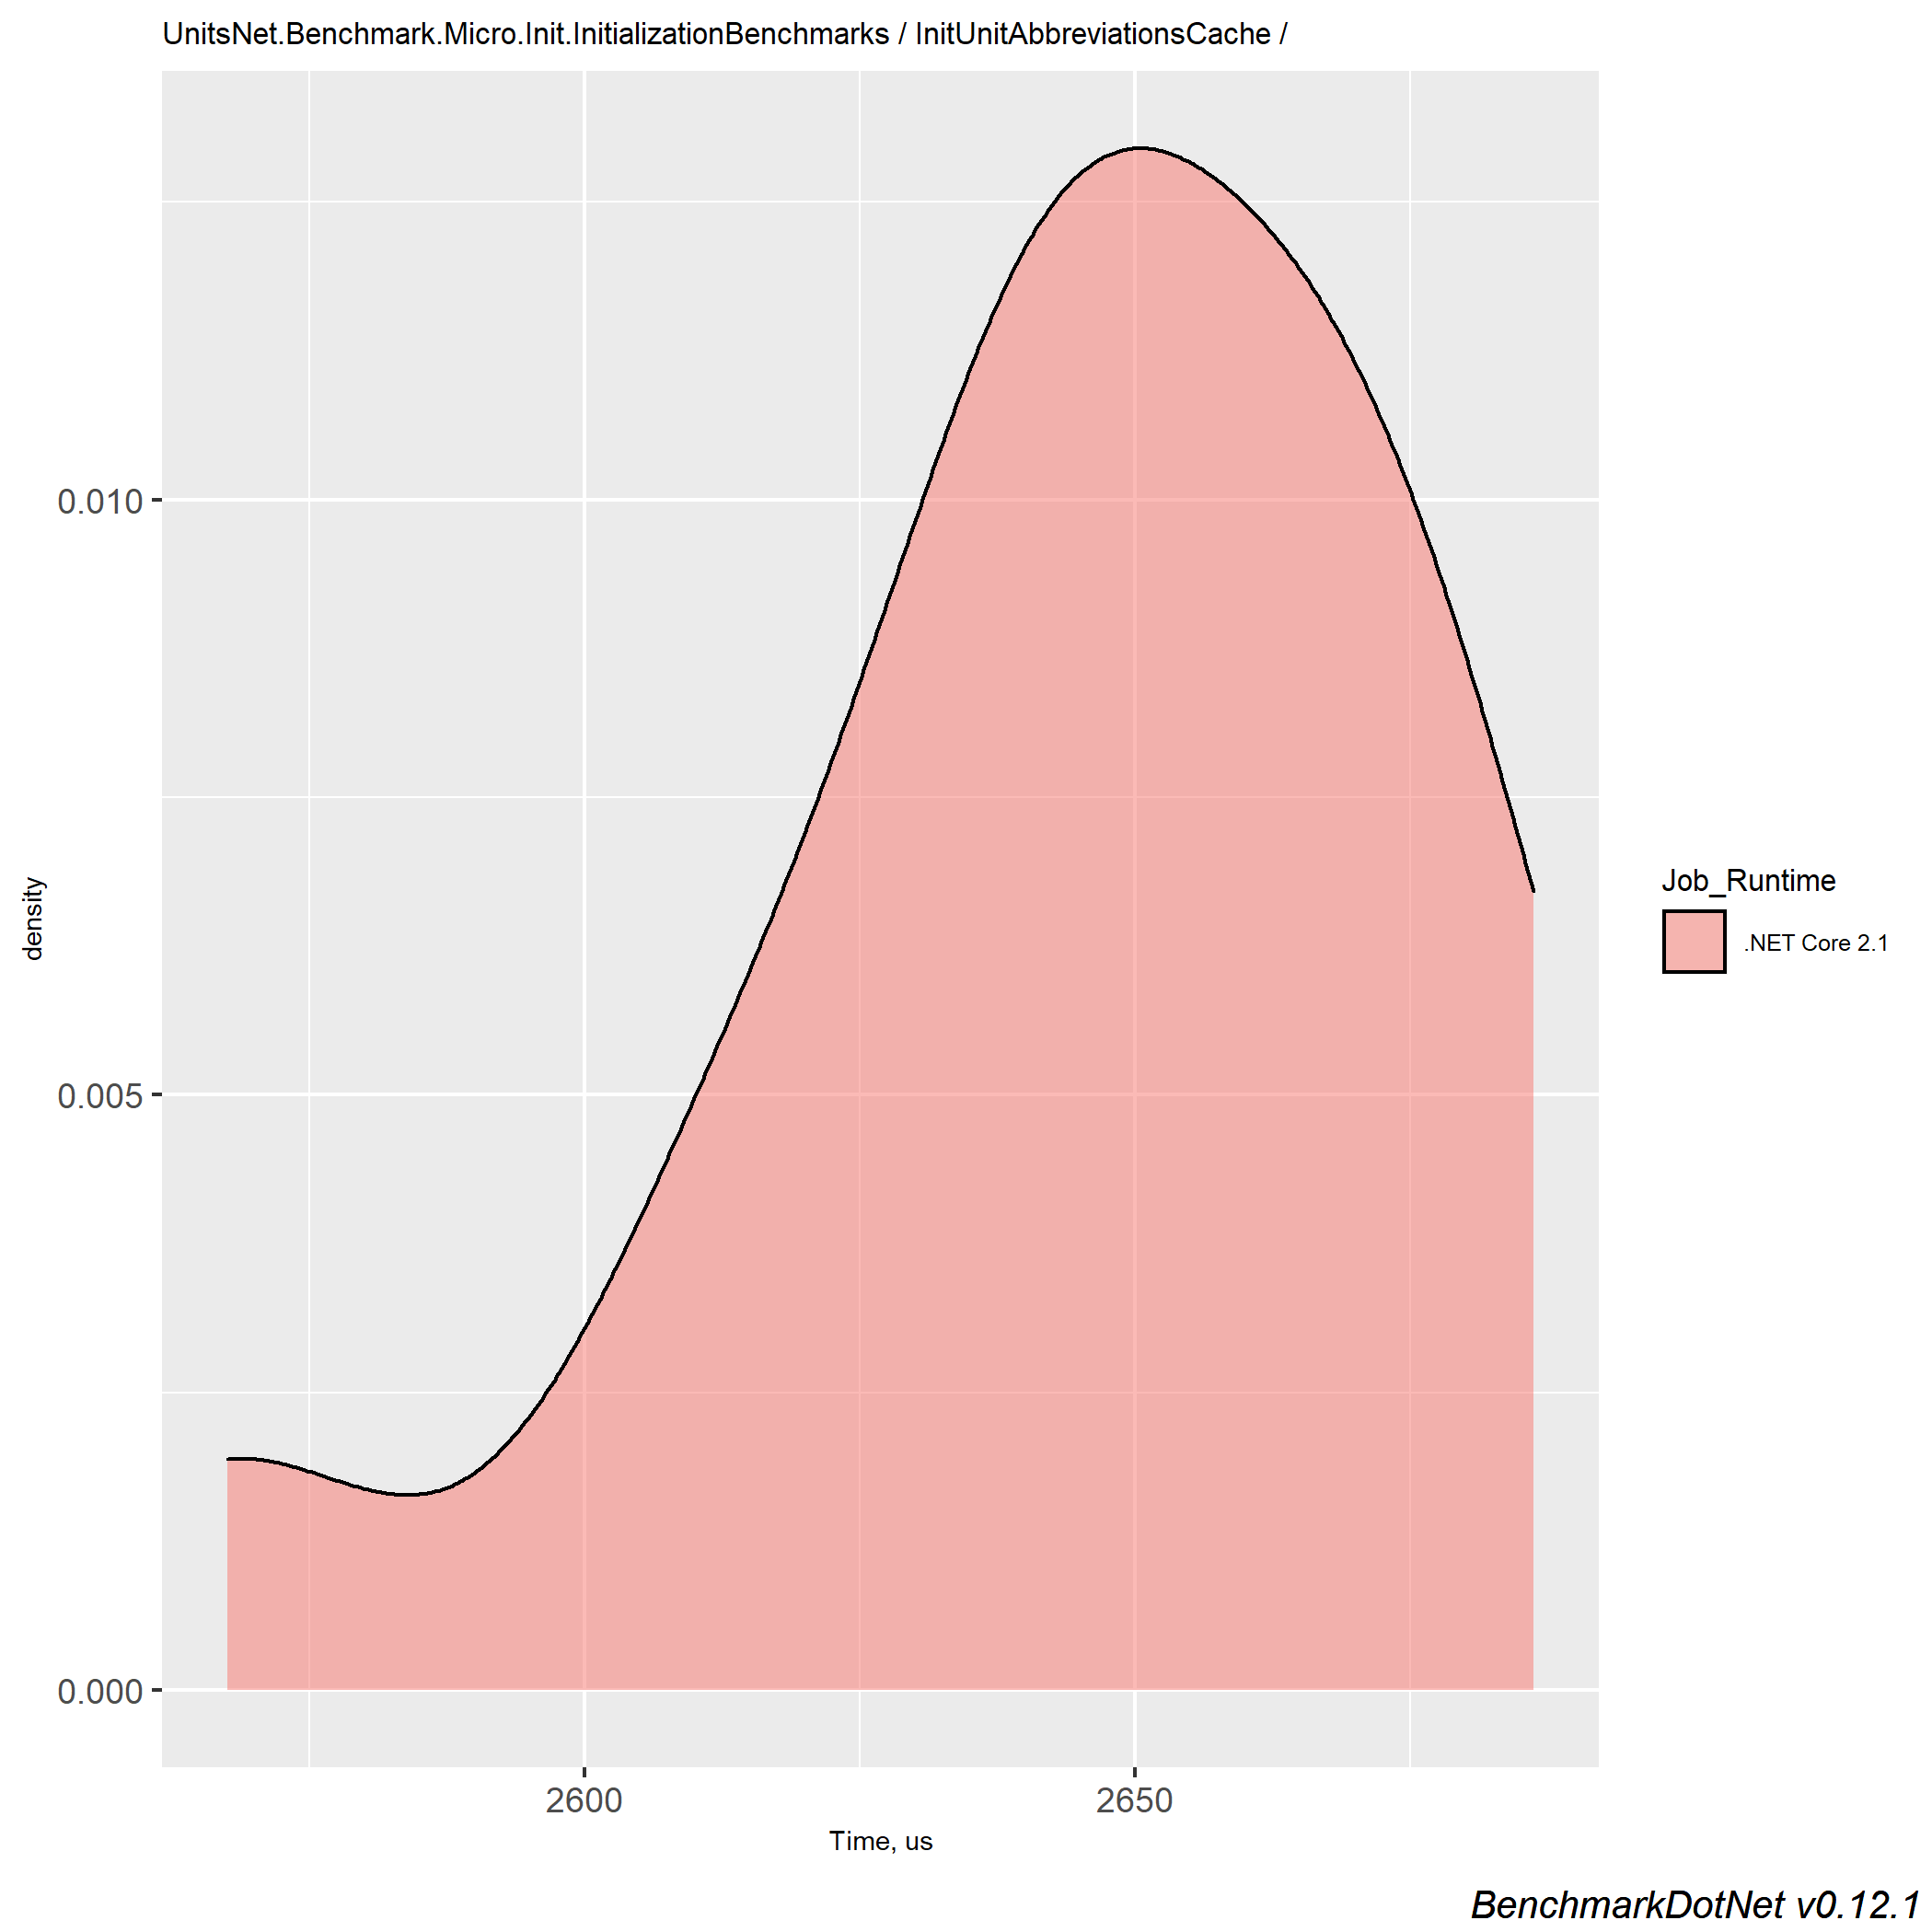 UnitsNet.Benchmark.Micro.Init.InitializationBenchmarks / InitUnitAbbreviationsCache /
0.010
0.005
0.000
density
2600 2650
Time, us
Job_Runtime
.NET Core 2.1
BenchmarkDotNet v0.12.1